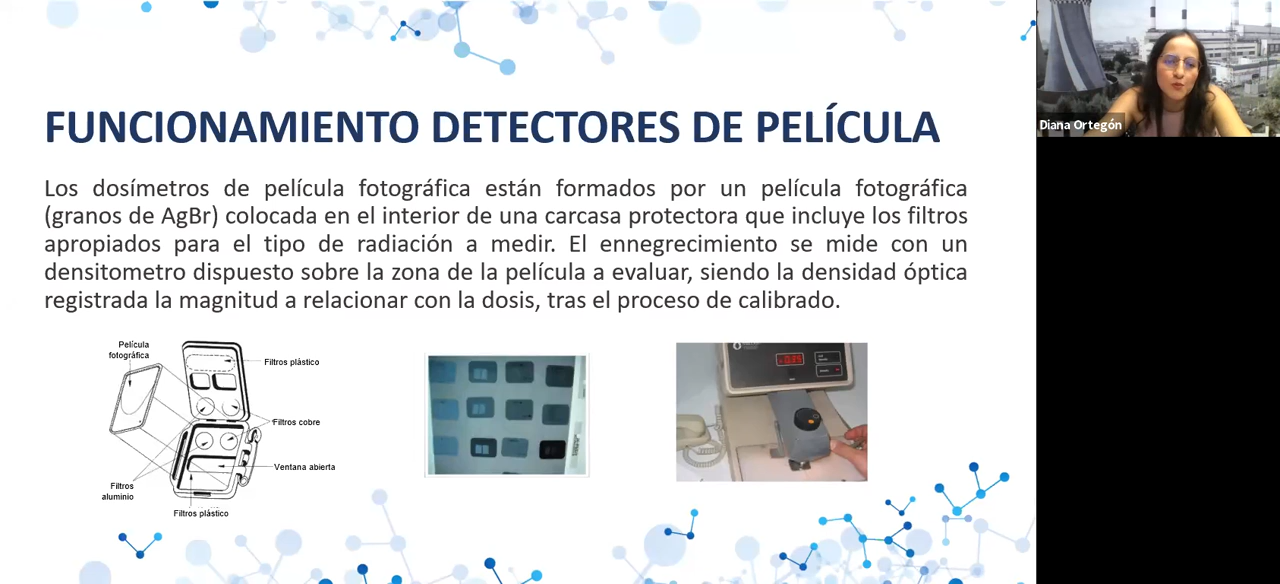 FUNCIONAMIENTO DETECTORES DE PELÍCULA
Los dosímetros de película fotográfica están formados por un película fotográfica
(granos de AgBr) colocada en el interior de una carcasa protectora que incluye los filtros
apropiados para el tipo de radiación a medir. El ennegrecimiento se mide con un
densitometro dispuesto sobre la zona de la película a evaluar, siendo la densidad óptica
registrada la magnitud a relacionar con la dosis, tras el proceso de calibrado.
Película
fotográfica
Filtros plástico
Filtros cobre
Ventana abierta
Filtros
aluminio
Filtros plástico
Diana Ortegón